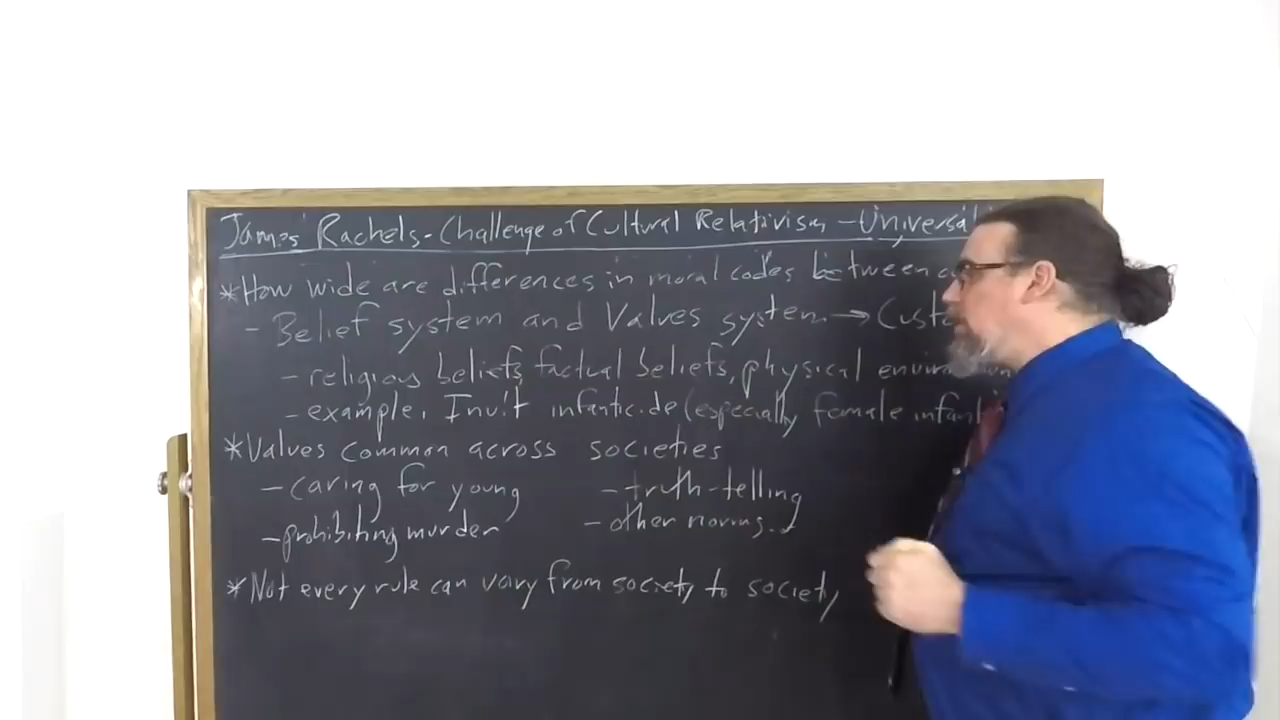 James Rachels - Challenge of Cultural Relativism - Universal
* How wide are differences in moral codes between
- Belief system and Values system → Custo
- religious beliefs, factual beliefs, physical environ
- example, Inuit infanticide (especially female infant
* Values common across societies
- caring for young - truth-telling
- prohibiting murder - other norms...
* Not every rule can vary from society to society